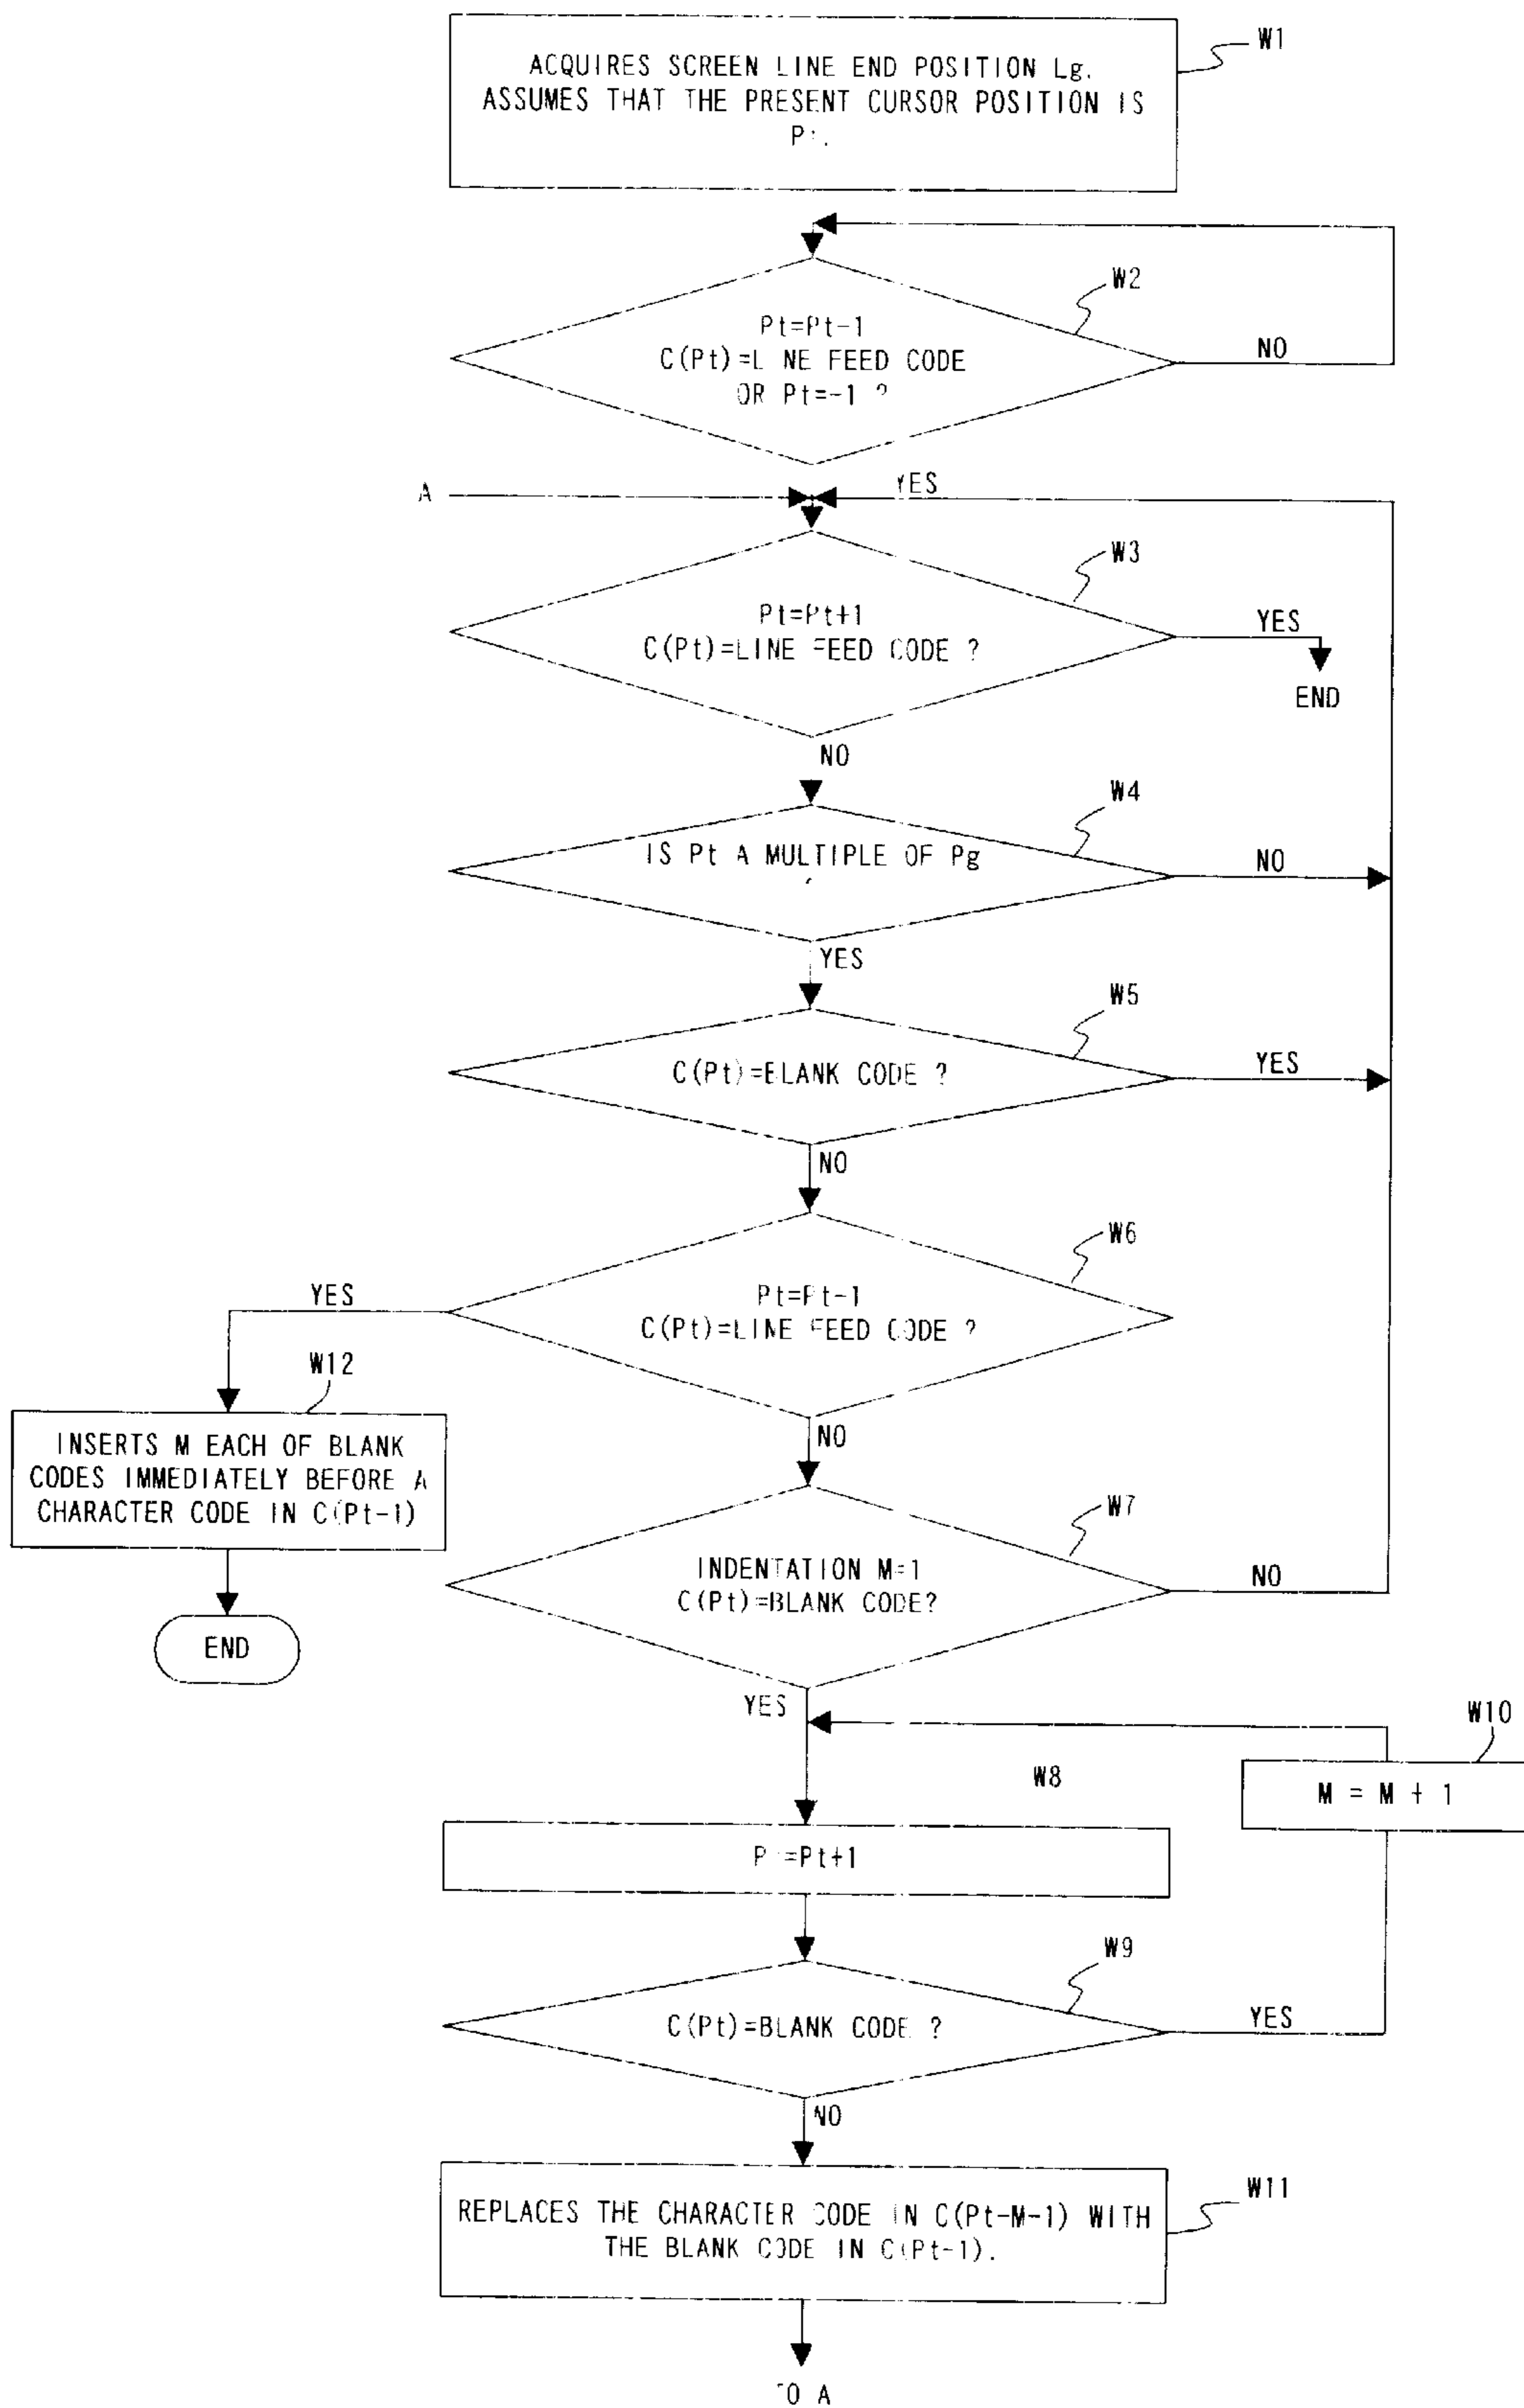 W1
ACQUIRES SCREEN LINE END POSITION Lg.
ASSUMES THAT THE PRESENT CURSOR POSITION IS
W2
Pt=Pt-1
C(Pt)=LINE FEED CODE
OR Pt=-1 ?
NO
A
YES
W3
Pt=Pt+1
C(Pt)=LINE FEED CODE ?
YES
END
NO
W4
IS Pt A MULTIPLE OF Pg
NO
YES
W5
C(Pt)=BLANK CODE ?
YES
NO
W6
YES
Pt=Pt-1
C(Pt)=LINE FEED CODE ?
W12
NO
INSERTS M EACH OF BLANK
CODES IMMEDIATELY BEFORE A
CHARACTER CODE IN C(Pt-1)
W7
INDENTATION M=1
C(Pt)=BLANK CODE?
NO
END
YES
W10
W8
M = M + 1
Pt=Pt+1
W9
C(Pt)=BLANK CODE ?
YES
NO
W11
REPLACES THE CHARACTER CODE IN C(Pt-M-1) WITH
THE BLANK CODE IN C(Pt-1).
TO A